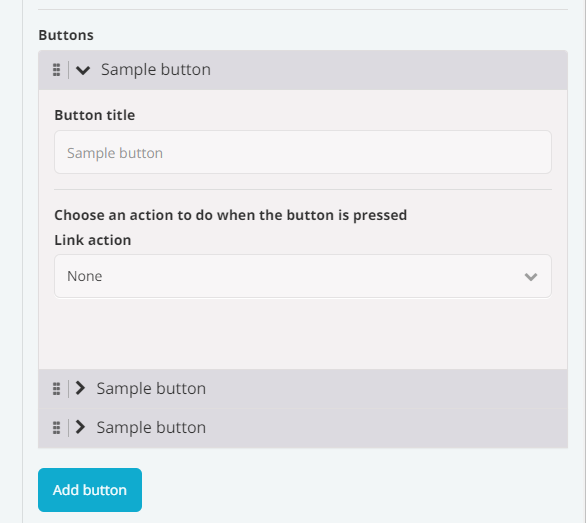 Buttons
Sample button
Button title
Sample button
Choose an action to do when the button is pressed
Link action
None
Sample button
Sample button
Add button